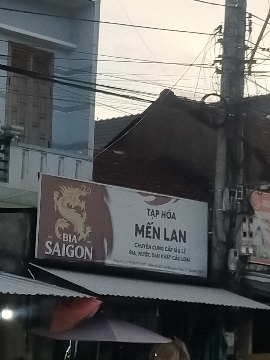 BIA
SAIGON
TẠP HÓA
MẾN LAN
CHUYÊN CUNG CẤP SỈ & LẺ
BIA, NƯỚC GIẢI KHÁT CÁC LOẠI